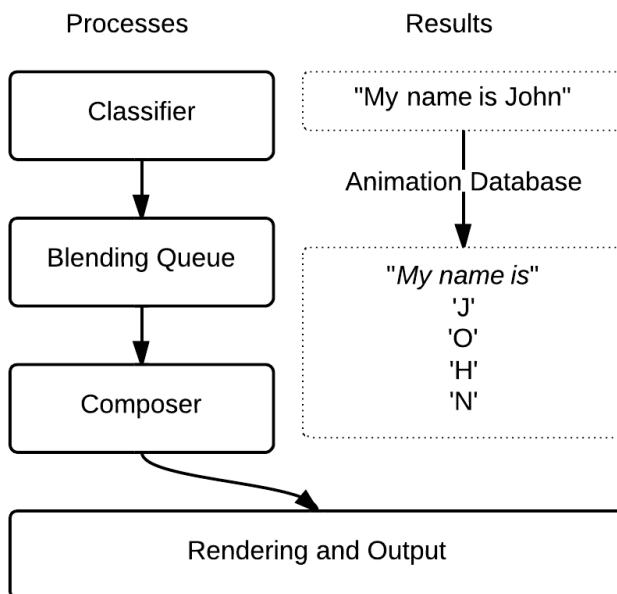 Processes
Results
Classifier
"My name is John"
Animation Database
Blending Queue
"My name is"
'J'
'O'
'H'
'N'
Composer
Rendering and Output